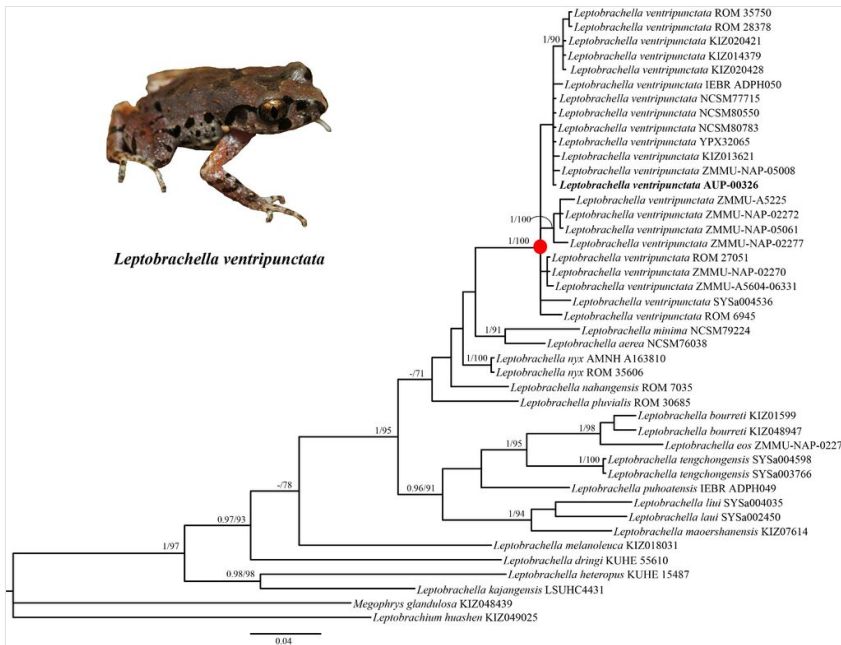 Leptobrachella ventripunctata ROM 35750
Leptobrachella ventripunctata ROM 28378
1/90
Leptobrachella ventripunctata KIZ020421
Leptobrachella ventripunctata KIZ014379
Leptobrachella ventripunctata KIZ020428
Leptobrachella ventripunctata IEBR ADPH050
Leptobrachella ventripunctata NCSM77715
Leptobrachella ventripunctata NCSM80550
Leptobrachella ventripunctata NCSM80783
Leptobrachella ventripunctata YPX32065
Leptobrachella ventripunctata KIZ013621
Leptobrachella ventripunctata ZMMU-NAP-05008
Leptobrachella ventripunctata AUP-00326
Leptobrachella ventripunctata ZMMU-A5225
Leptobrachella ventripunctata ZMMU-NAP-02272
1/100
Leptobrachella ventripunctata ZMMU-NAP-05061
1/100
Leptobrachella ventripunctata ZMMU-NAP-02277
Leptobrachella ventripunctata
Leptobrachella ventripunctata ROM 27051
Leptobrachella ventripunctata ZMMU-NAP-02270
Leptobrachella ventripunctata ZMMU-A5604-06331
Leptobrachella ventripunctata SYSa004536
Leptobrachella ventripunctata ROM 6945
1/91
Leptobrachella minima NCSM79224
Leptobrachella aerea NCSM76038
1/100
Leptobrachella nyx AMNH A163810
Leptobrachella nyx ROM 35606
-/71
Leptobrachella nahangensis ROM 7035
Leptobrachella pluvialis ROM 30685
1/95
1/98
Leptobrachella bourreti KIZ01599
Leptobrachella bourreti KIZ048947
1/95
Leptobrachella eos ZMMU-NAP-0227
1/100
Leptobrachella tengchongensis SYSa004598
Leptobrachella tengchongensis SYSa003766
0.96/91
Leptobrachella puhoatensis IEBR ADPH049
-/78
Leptobrachella liui SYSa004035
1/94
Leptobrachella laui SYSa002450
Leptobrachella maoershanensis KIZ07614
0.97/93
Leptobrachella melanoleuca KIZ018031
1/97
Leptobrachella dringi KUHE 55610
0.98/98
Leptobrachella heteropus KUHE 15487
Leptobrachella kajangensis LSUHC4431
Megophrys glandulosa KIZ048439
Leptobrachium huashen KIZ049025
0.04